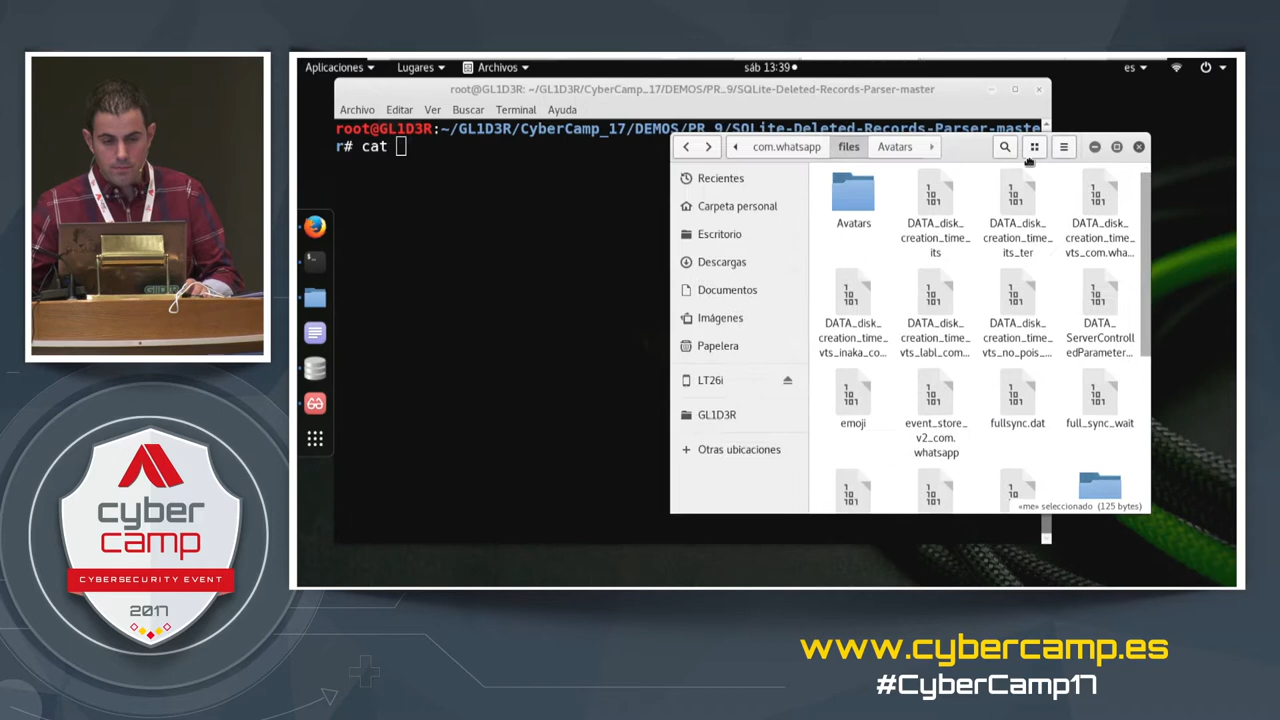 Aplicaciones
Lugares
Archivos
sáb 13:39
es
root@GL1D3R: ~/GL1D3R/CyberCamp_17/DEMOS/PR_9/SQLite-Deleted-Records-Parser-master
Archivo Editar Ver Buscar Terminal Ayuda
root@GL1D3R:~/GL1D3R/CyberCamp_17/DEMOS/PR_9/SQLite-Deleted-Records-Parser-maste
r# cat
com.whatsapp files Avatars
Recientes
Carpeta personal
Escritorio
Descargas
Documentos
Imágenes
Papelera
LT26i
GL1D3R
Otras ubicaciones
Avatars
DATA_disk_
creation_time_
its
DATA_disk_
creation_time_
its_ter
DATA_disk_
creation_time_
vts_com.wha...
DATA_disk_
creation_time_
vts_inaka_co...
DATA_disk_
creation_time_
vts_labl_com...
DATA_disk_
creation_time_
vts_no_pois_...
DATA_
ServerControll
edParameter...
emoji
event_store_
v2_com.
whatsapp
fullsync.dat
full_sync_wait
«me» seleccionado (125 bytes)
cyber
camp
CYBERSECURITY EVENT
2017
www.cybercamp.es
#CyberCamp17